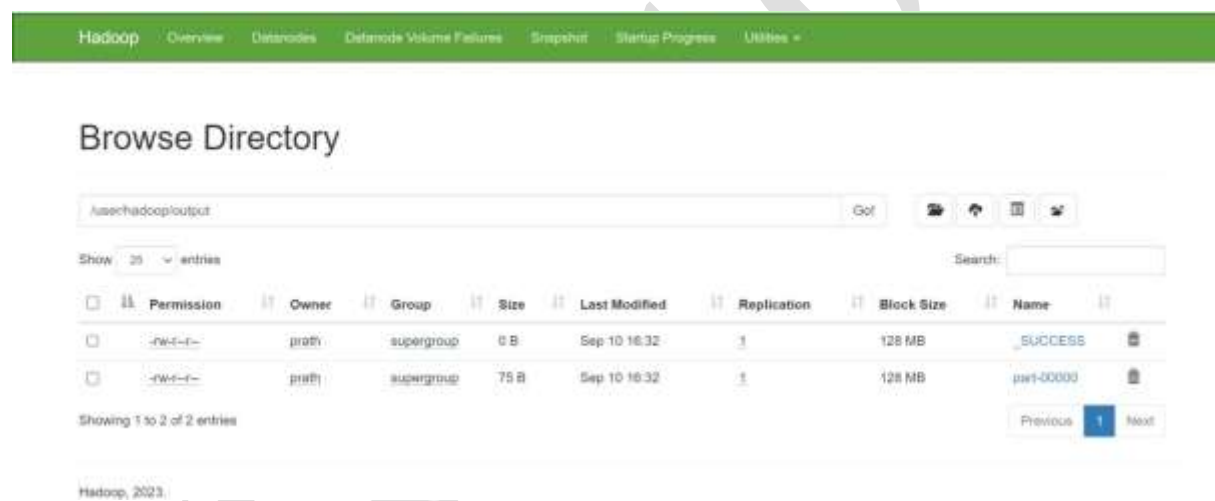 Hadoop Overview Datanodes Datanode Volume Failures Snapshot Startup Progress Utilities
Browse Directory
/user/hadoop/output Go!
Show 25 entries Search:
Permission Owner Group Size Last Modified Replication Block Size Name
-rw-r--r-- prath supergroup 0 B Sep 10 16:32 1 128 MB _SUCCESS
-rw-r--r-- prath supergroup 75 B Sep 10 16:32 1 128 MB part-00000
Showing 1 to 2 of 2 entries Previous 1 Next
Hadoop, 2023.